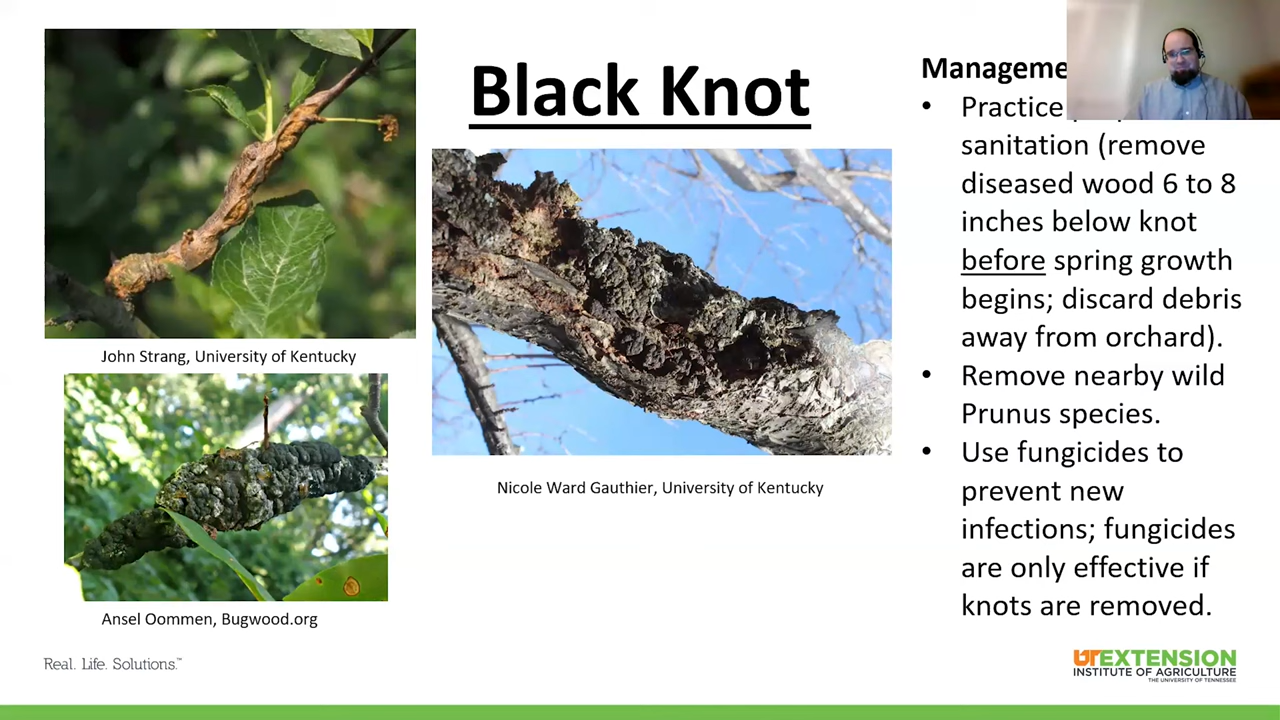 Black Knot
John Strang, University of Kentucky
Nicole Ward Gauthier, University of Kentucky
Ansel Oommen, Bugwood.org
Manageme
• Practice
sanitation (remove
diseased wood 6 to 8
inches below knot
before spring growth
begins; discard debris
away from orchard).
• Remove nearby wild
Prunus species.
• Use fungicides to
prevent new
infections; fungicides
are only effective if
knots are removed.
Real. Life. Solutions.™
UTEXTENSION
INSTITUTE OF AGRICULTURE
THE UNIVERSITY OF TENNESSEE